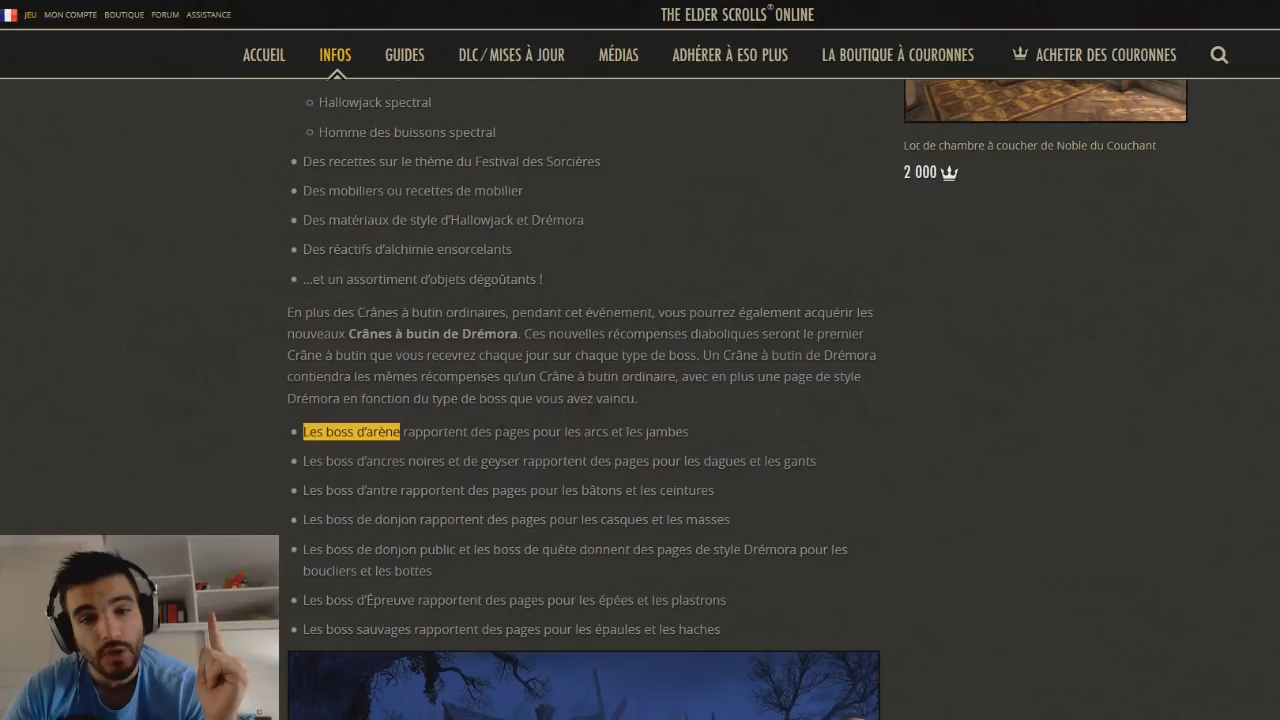 JEU MON COMPTE BOUTIQUE FORUM ASSISTANCE
THE ELDER SCROLLS® ONLINE
ACCUEIL INFOS GUIDES DLC / MISES À JOUR MÉDIAS ADHÉRER À ESO PLUS LA BOUTIQUE À COURONNES ACHETER DES COURONNES
Hallowjack spectral
Homme des buissons spectral
Des recettes sur le thème du Festival des Sorcières
Des mobiliers ou recettes de mobilier
Des matériaux de style d'Hallowjack et Drémora
Des réactifs d'alchimie ensorcelants
...et un assortiment d'objets dégoûtants !
En plus des Crânes à butin ordinaires, pendant cet événement, vous pourrez également acquérir les
nouveaux Crânes à butin de Drémora. Ces nouvelles récompenses diaboliques seront le premier
Crâne à butin que vous recevrez chaque jour sur chaque type de boss. Un Crâne à butin de Drémora
contiendra les mêmes récompenses qu'un Crâne à butin ordinaire, avec en plus une page de style
Drémora en fonction du type de boss que vous avez vaincu.
Les boss d'arène rapportent des pages pour les arcs et les jambes
Les boss d'ancres noires et de geyser rapportent des pages pour les dagues et les gants
Les boss d'antre rapportent des pages pour les bâtons et les ceintures
Les boss de donjon rapportent des pages pour les casques et les masses
Les boss de donjon public et les boss de quête donnent des pages de style Drémora pour les
boucliers et les bottes
Les boss d'Épreuve rapportent des pages pour les épées et les plastrons
Les boss sauvages rapportent des pages pour les épaules et les haches
Lot de chambre à coucher de Noble du Couchant
2 000